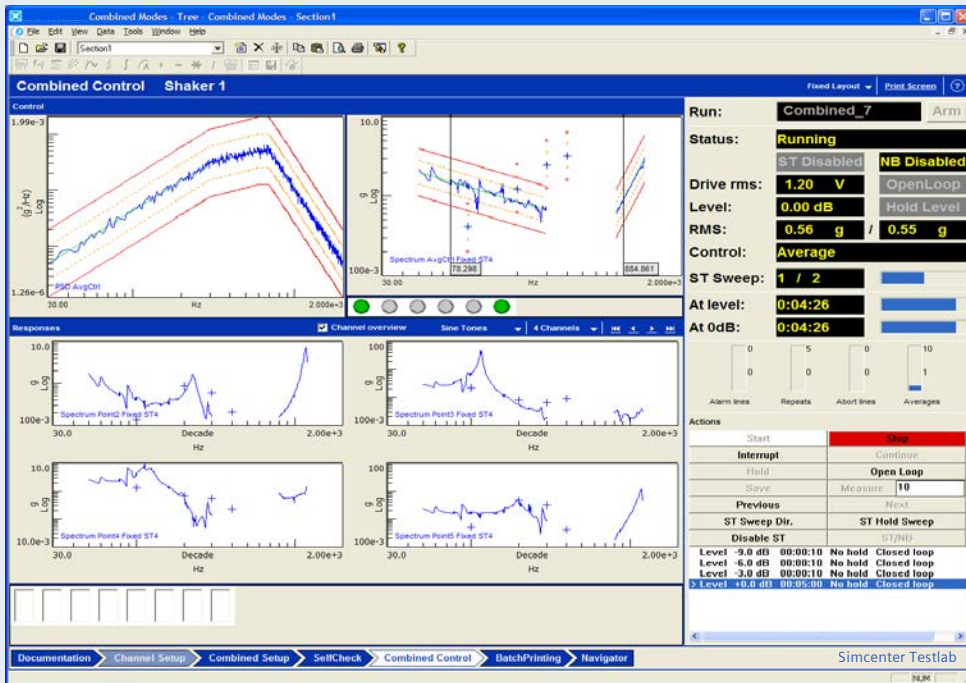 Combined Modes - Tree - Combined Modes - Section1
File Edit View Data Tools Window Help
Section1
Combined Control Shaker 1
Fixed Layout Print Screen
Control
1.99e-3
(g²/Hz)
Log
1.26e-6
PSD AvgCtrl
30.00 Hz 2.000e+3
10.0
g
Log
100e-3
Spectrum AvgCtrl Fixed ST4
78.298
884.861
30.00 Hz 2.000e+3
Responses
Channel overview Sine Tones 4 Channels
10.0
g
Log
100e-3
Spectrum Point2 Fixed ST4
30.0 Decade 2.00e+3
Hz
100
g
Log
100e-3
Spectrum Point3 Fixed ST4
30.0 Decade 2.00e+3
Hz
10.0
g
Log
10.0e-3
Spectrum Point4 Fixed ST4
30.0 Decade 2.00e+3
Hz
100
g
Log
100e-3
Spectrum Point5 Fixed ST4
30.0 Decade 2.00e+3
Hz
Run: Combined_7 Arm
Status: Running
ST Disabled NB Disabled
Drive rms: 1.20 V OpenLoop
Level: 0.00 dB Hold Level
RMS: 0.56 g / 0.55 g
Control: Average
ST Sweep: 1 / 2
At level: 0:04:26
At 0dB: 0:04:26
0 5 0 10
0 0 0 1
Alarm lines Repeats Abort lines Averages
Actions
Start Stop
Interrupt Continue
Hold Open Loop
Save Measure 10
Previous Next
ST Sweep Dir. ST Hold Sweep
Disable ST ST/NB
Level -9.0 dB 00:00:10 No hold Closed loop
Level -6.0 dB 00:00:10 No hold Closed loop
Level -3.0 dB 00:00:10 No hold Closed loop
> Level +0.0 dB 00:05:00 No hold Closed loop
Documentation Channel Setup Combined Setup SelfCheck Combined Control BatchPrinting Navigator
Simcenter Testlab
NUM